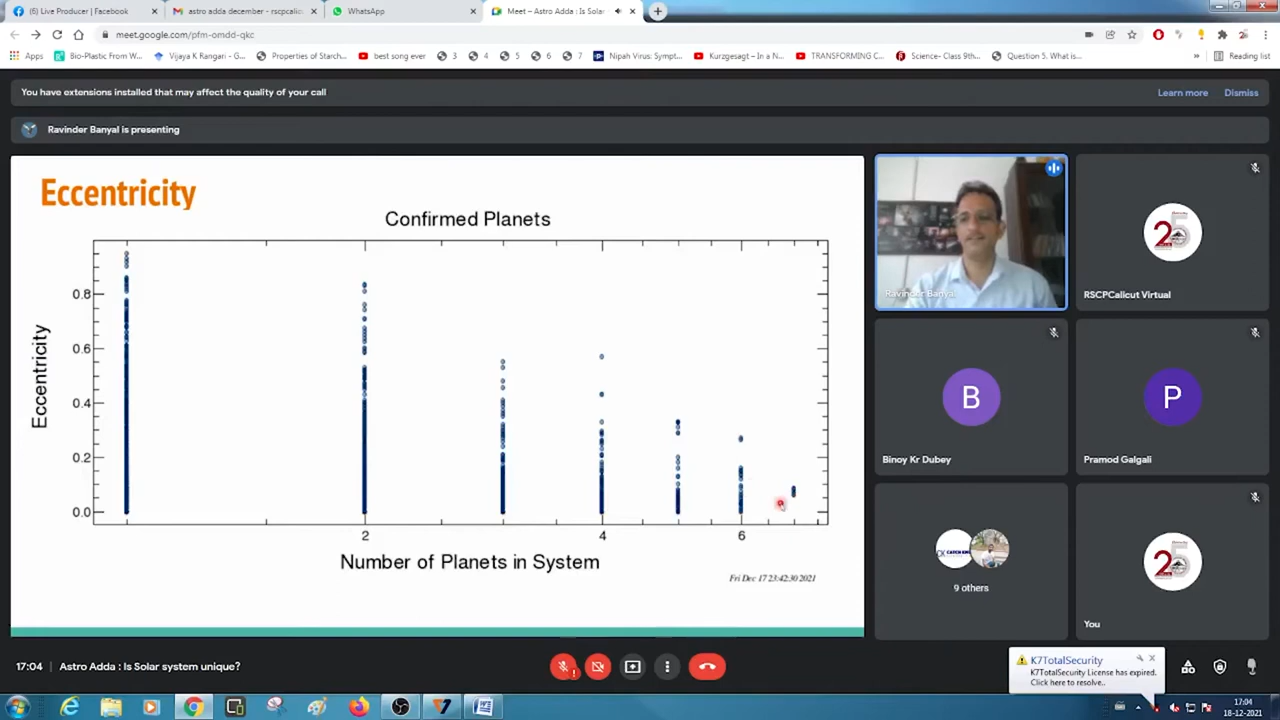 (6) Live Producer | Facebook
astro adda december - rscpcalic
WhatsApp
Meet – Astro Adda : Is Solar
meet.google.com/pfm-omdd-qkc
Apps
Bio-Plastic From W...
Vijaya K Rangari - G...
Properties of Starch...
best song ever
3
4
5
6
7
Nipah Virus: Sympt...
Kurzgesagt – In a N...
TRANSFORMING C...
Science- Class 9th...
Question 5. What is...
Reading list
You have extensions installed that may affect the quality of your call
Learn more
Dismiss
Ravinder Banyal is presenting
Eccentricity
Confirmed Planets
0.8
0.6
0.4
0.2
0.0
Eccentricity
2
4
6
Number of Planets in System
Fri Dec 17 23:42:30 2021
Ravinder Banyal
RSCPCalicut Virtual
B
Binoy Kr Dubey
P
Pramod Galgali
9 others
You
17:04 Astro Adda : Is Solar system unique?
K7TotalSecurity
K7TotalSecurity License has expired.
Click here to resolve..
17:04
18-12-2021